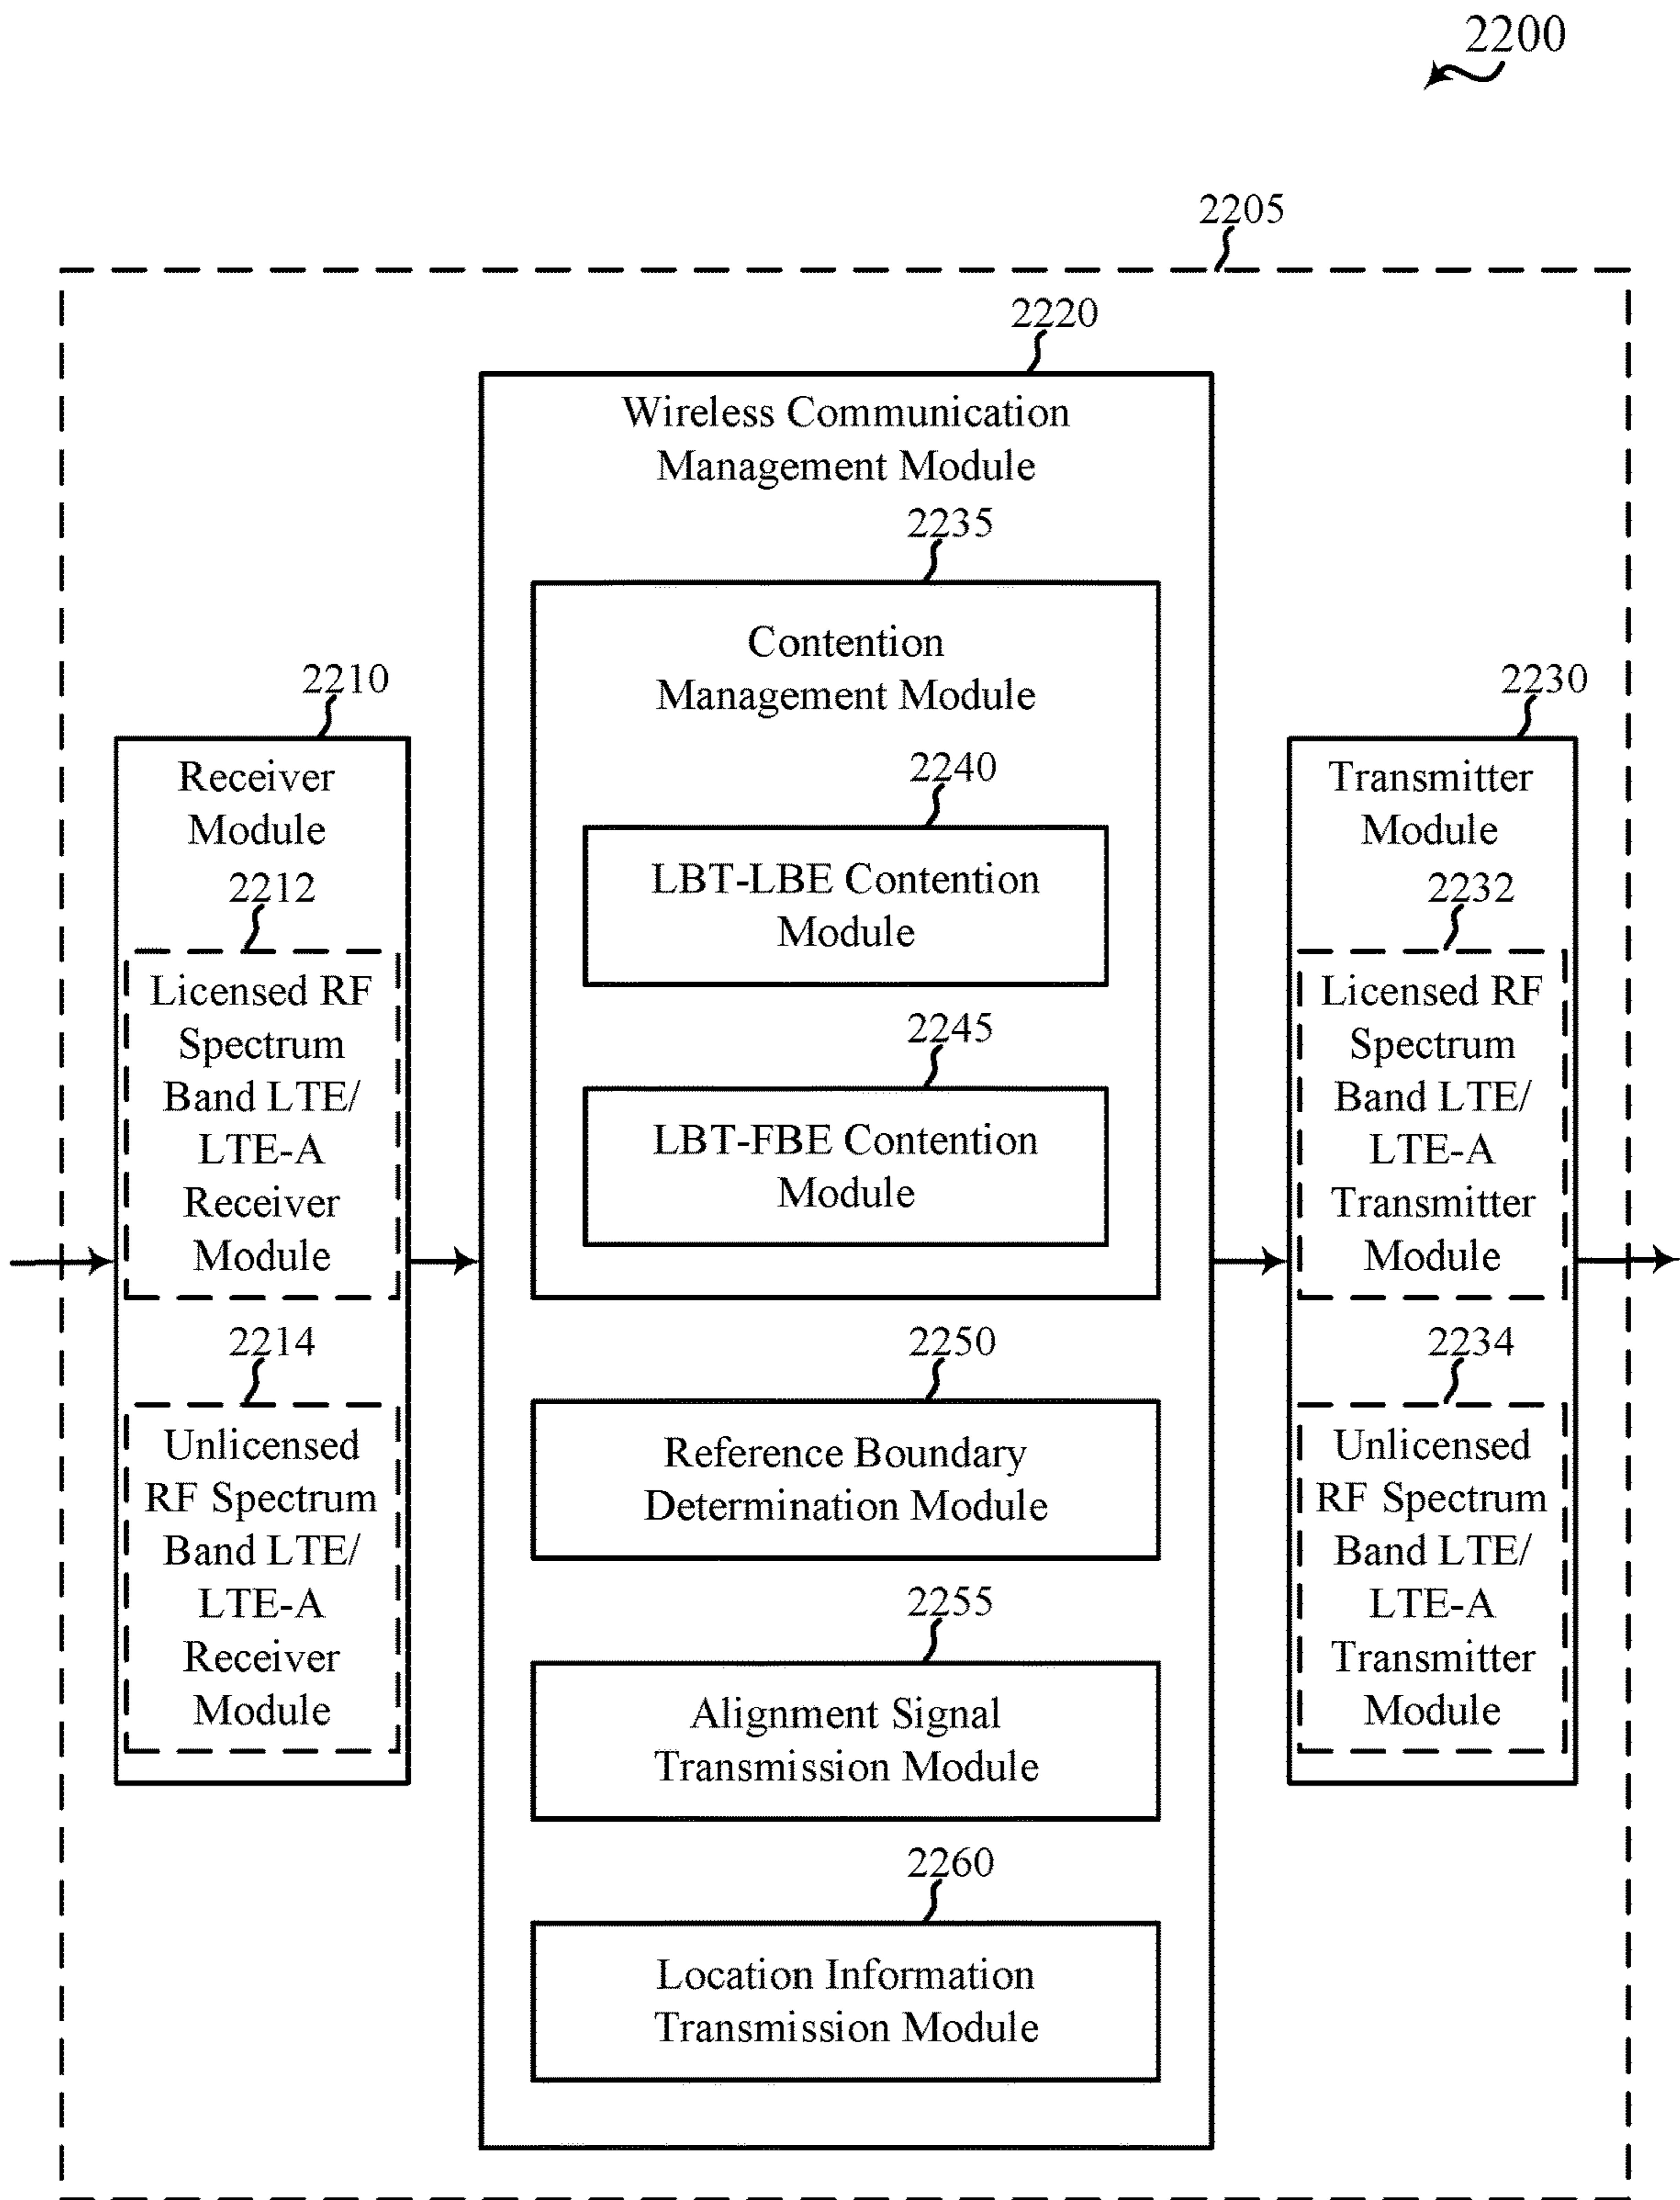 2200
2205
2220
Wireless Communication
Management Module
2235
Contention
Management Module
2240
LBT-LBE Contention
Module
2245
LBT-FBE Contention
Module
2250
Reference Boundary
Determination Module
2255
Alignment Signal
Transmission Module
2260
Location Information
Transmission Module
2210
Receiver
Module
2212
Licensed RF
Spectrum
Band LTE/
LTE-A
Receiver
Module
2214
Unlicensed
RF Spectrum
Band LTE/
LTE-A
Receiver
Module
2230
Transmitter
Module
2232
Licensed RF
Spectrum
Band LTE/
LTE-A
Transmitter
Module
2234
Unlicensed
RF Spectrum
Band LTE/
LTE-A
Transmitter
Module